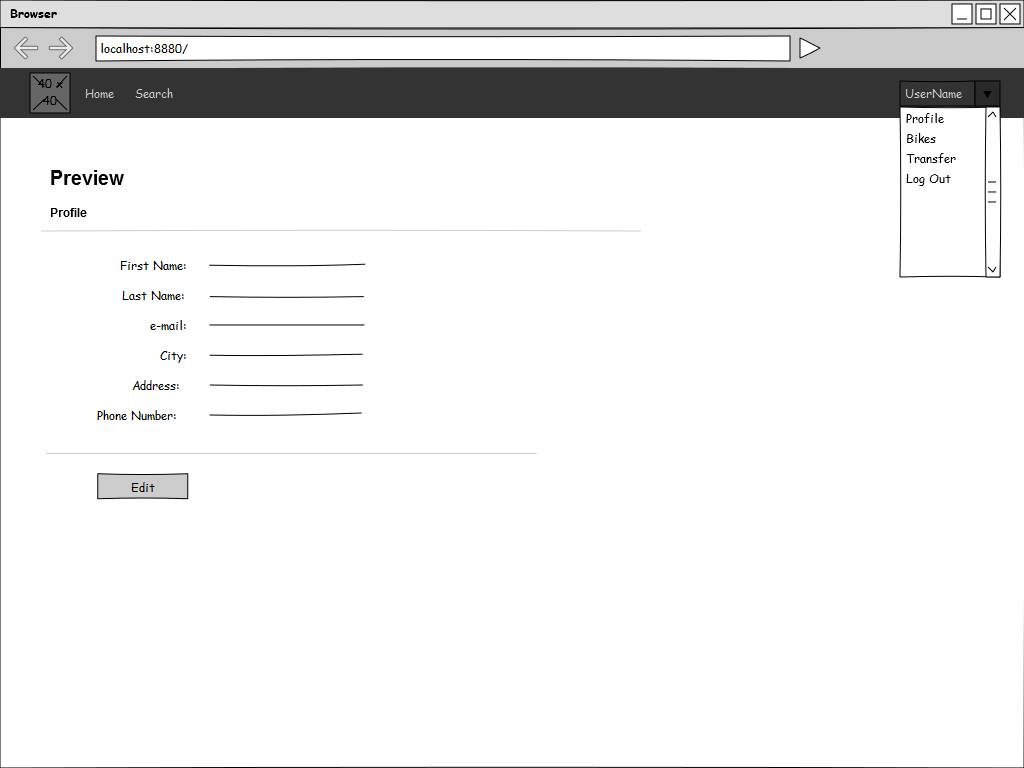 Browser
localhost:8880/
40 x
40
Home
Search
UserName
Profile
Bikes
Transfer
Log Out
Preview
Profile
First Name:
Last Name:
e-mail:
City:
Address:
Phone Number:
Edit